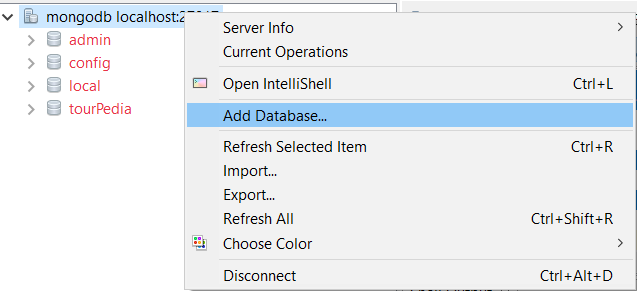 mongodb localhost:
admin
config
local
tourPedia
Server Info
Current Operations
Open IntelliShell Ctrl+L
Add Database...
Refresh Selected Item Ctrl+R
Import...
Export...
Refresh All Ctrl+Shift+R
Choose Color
Disconnect Ctrl+Alt+D